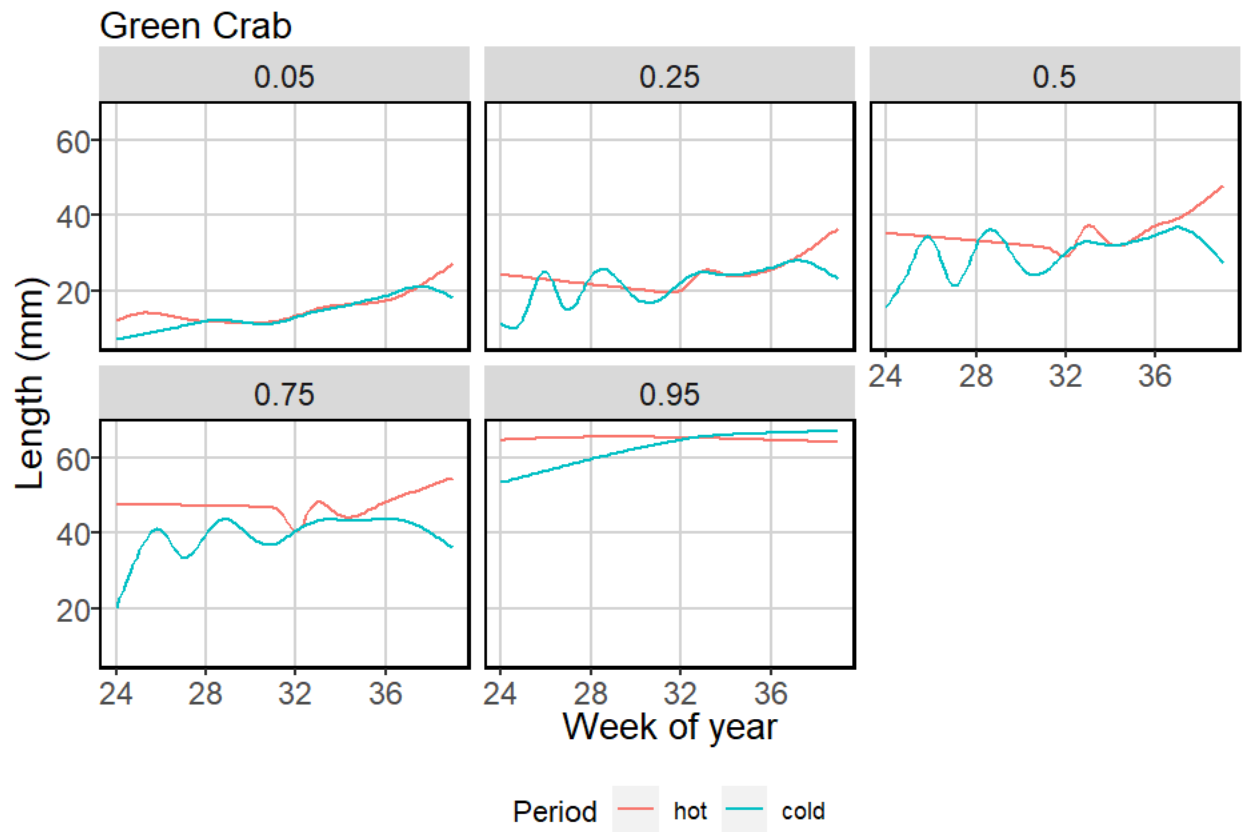 Green Crab
0.05 0.25 0.5
60
40
20
24 28 32 36
0.75 0.95
60
40
20
24 28 32 36 24 28 32 36
Length (mm)
Week of year
Period hot cold